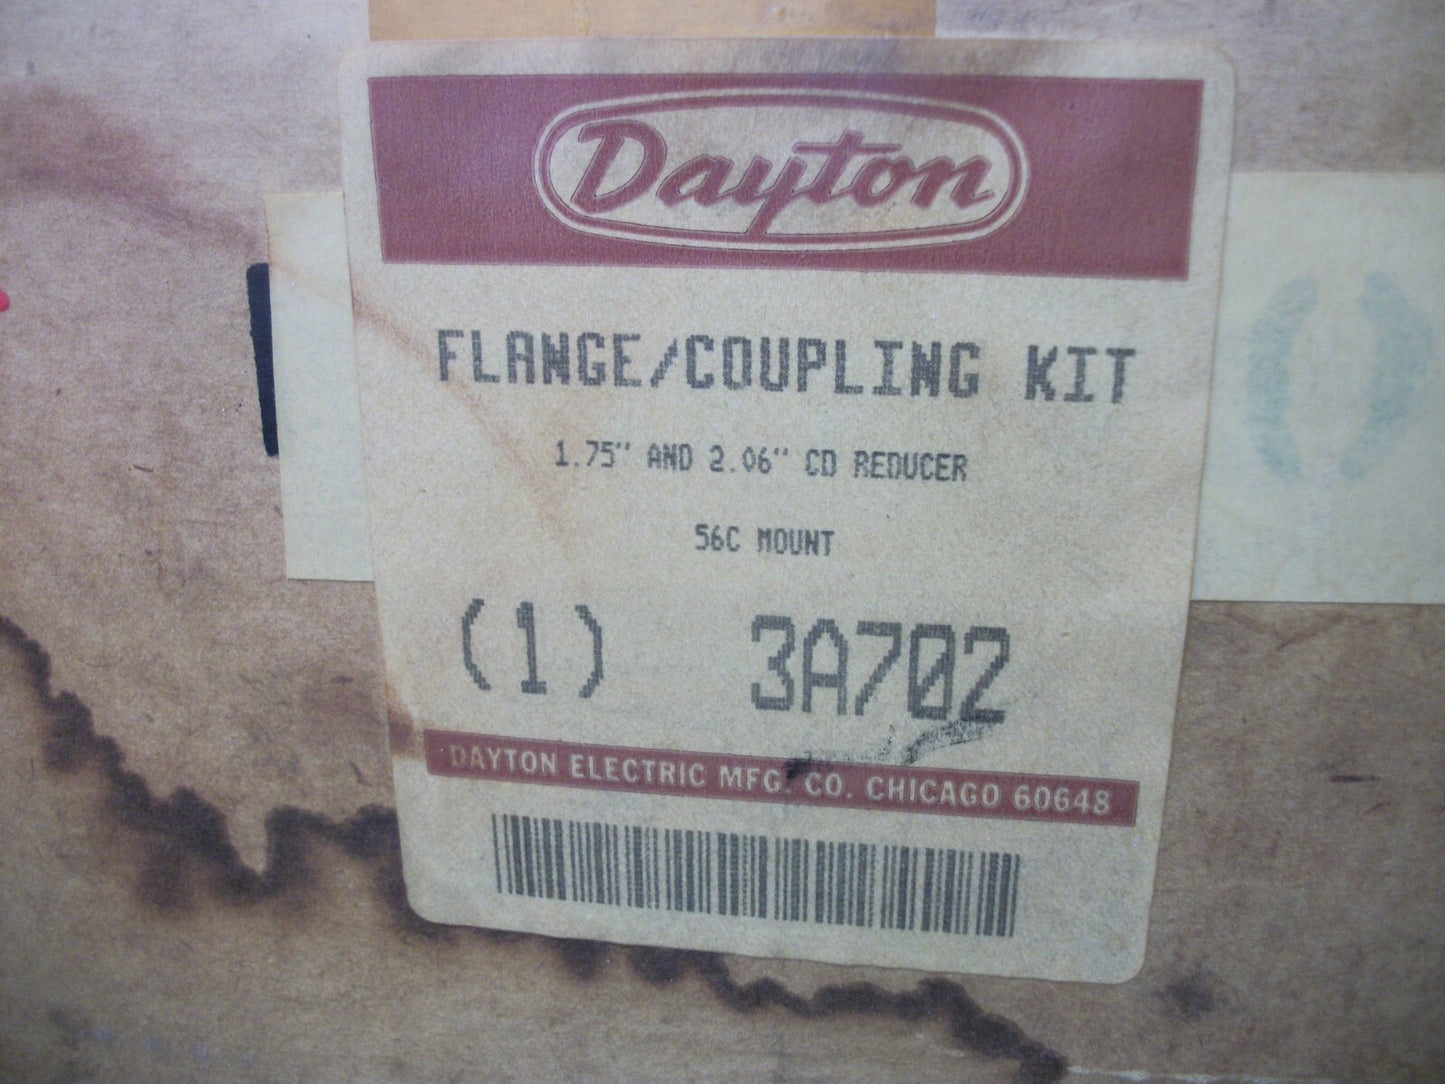 Dayton
FLANGE/COUPLING KIT
1.75" AND 2.06" CD REDUCER
56C MOUNT
(1) 3A702
DAYTON ELECTRIC MFG. CO. CHICAGO 60648